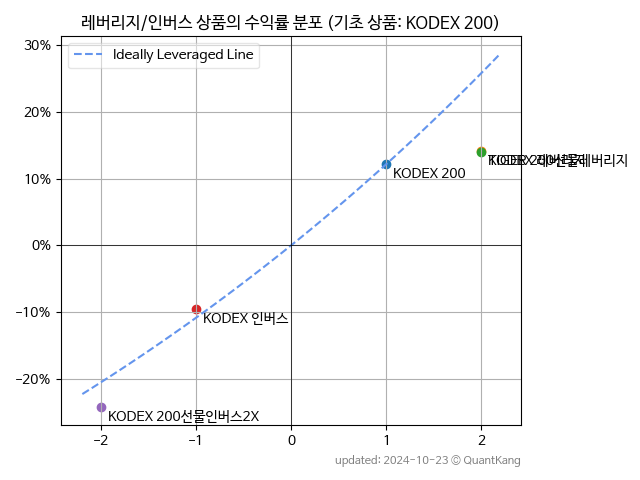 레버리지/인버스 상품의 수익률 분포 (기초 상품: KODEX 200)
Ideally Leveraged Line
30%
20%
10%
0%
−10%
−20%
KODEX 200
KODEX 인버스
KODEX 200선물인버스2X
−2
−1
0
1
2
updated: 2024-10-23 © QuantKang